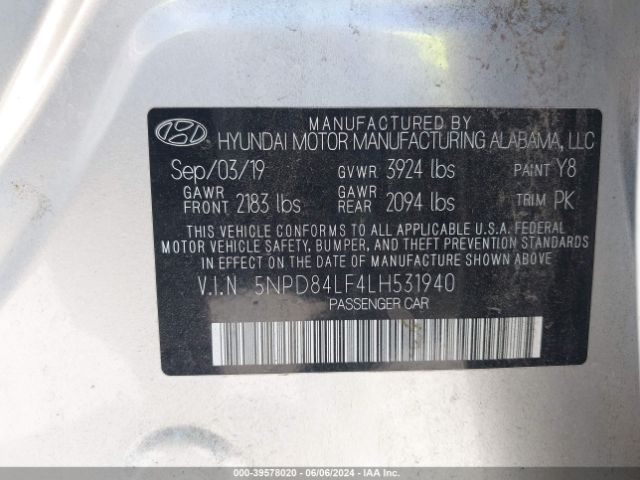 MANUFACTURED BY
HYUNDAI MOTOR MANUFACTURING ALABAMA, LLC
Sep/03/19 GVWR 3924 lbs PAINT Y8
GAWR FRONT 2183 lbs GAWR REAR 2094 lbs TRIM PK
THIS VEHICLE CONFORMS TO ALL APPLICABLE U.S.A. FEDERAL
MOTOR VEHICLE SAFETY, BUMPER, AND THEFT PREVENTION STANDARDS
IN EFFECT ON THE DATE OF MANUFACTURE SHOWN ABOVE
V.I.N 5NPD84LF4LH531940
PASSENGER CAR
000-39578020 - 06/06/2024 - IAA Inc.